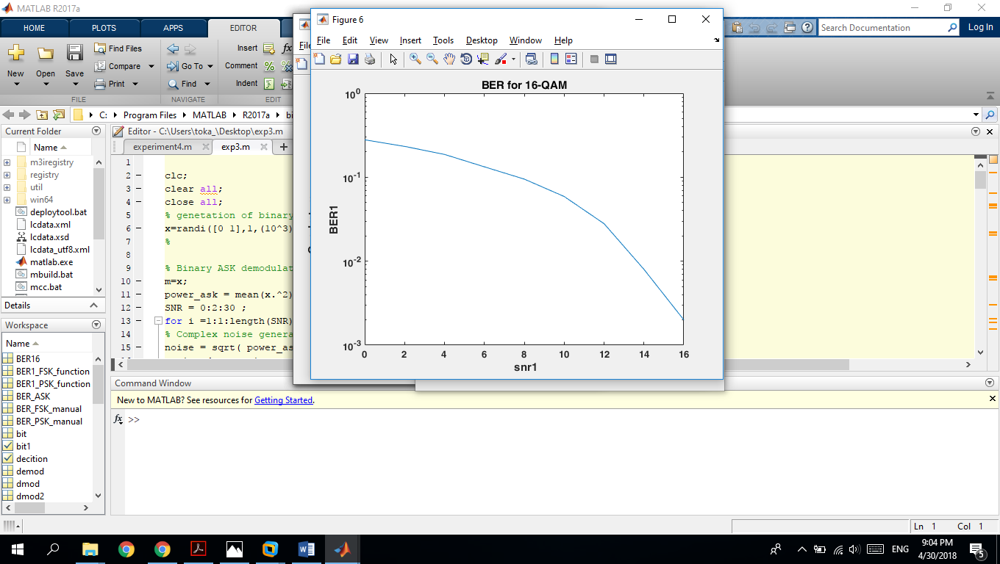 MATLAB R2017a
HOME PLOTS APPS EDITOR
Search Documentation Log In
New Open Save
Find Files
Compare
Print
Go To
Find
Insert fx
Comment
Indent
FILE NAVIGATE EDIT
C: Program Files MATLAB R2017a
Current Folder
Name
m3iregistry
registry
util
win64
deploytool.bat
lcdata.xml
lcdata.xsd
lcdata_utf8.xml
matlab.exe
mbuild.bat
mcc.bat
Details
Workspace
Name
BER16
BER1_FSK_function
BER1_PSK_function
BER_ASK
BER_FSK_manual
BER_PSK_manual
bit
bit1
decition
demod
dmod
dmod2
Editor - C:\Users\toka_\Desktop\exp3.m
experiment4.m exp3.m
1
2 clc;
3 clear all;
4 close all;
5 % genetation of binary
6 x=randi([0 1],1,(10^3)
7 %
8
9 % Binary ASK demodulat
10 m=x;
11 power_ask = mean(x.^2)
12 SNR = 0:2:30 ;
13 for i =1:1:length(SNR)
14 % Complex noise genera
15 noise = sqrt( power_as
Figure 6
File Edit View Insert Tools Desktop Window Help
BER for 16-QAM
10^0
10^-1
10^-2
10^-3
BER1
0 2 4 6 8 10 12 14 16
snr1
Command Window
New to MATLAB? See resources for Getting Started.
fx >>
Ln 1 Col 1
ENG
9:04 PM
4/30/2018
5